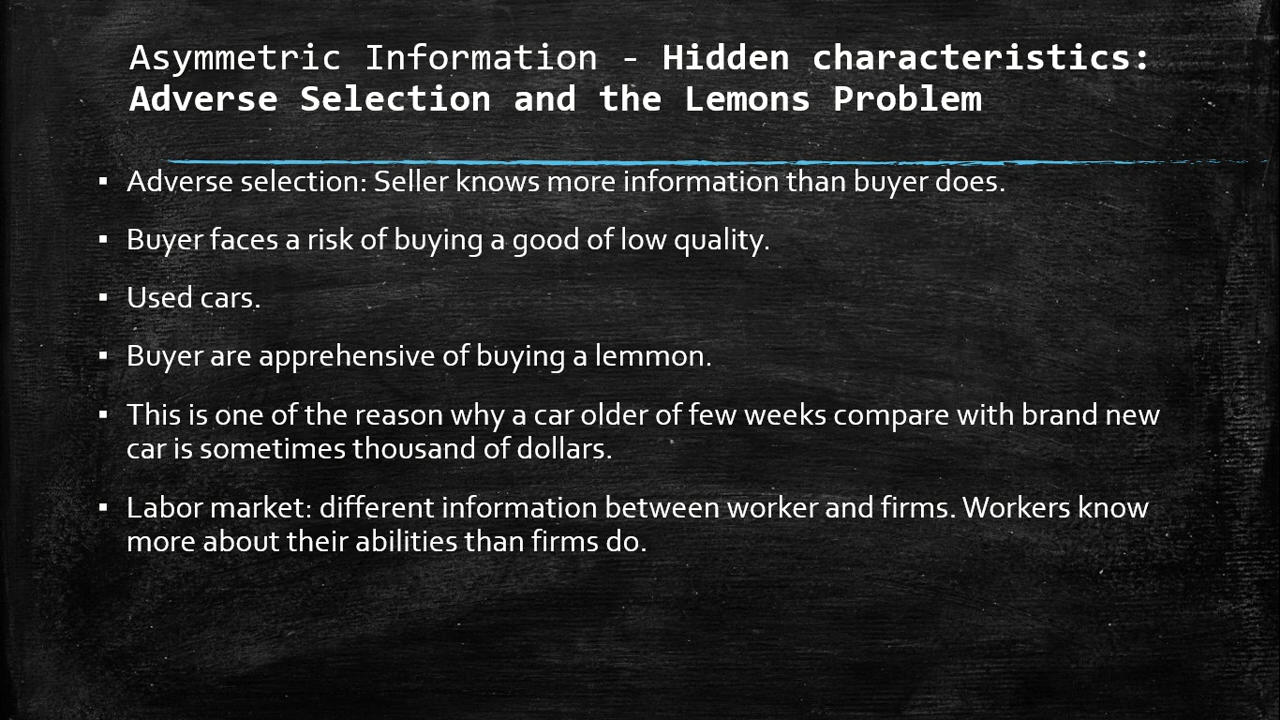 Asymmetric Information - Hidden characteristics:
Adverse Selection and the Lemons Problem
▪ Adverse selection: Seller knows more information than buyer does.
▪ Buyer faces a risk of buying a good of low quality.
▪ Used cars.
▪ Buyer are apprehensive of buying a lemmon.
▪ This is one of the reason why a car older of few weeks compare with brand new
car is sometimes thousand of dollars.
▪ Labor market: different information between worker and firms. Workers know
more about their abilities than firms do.